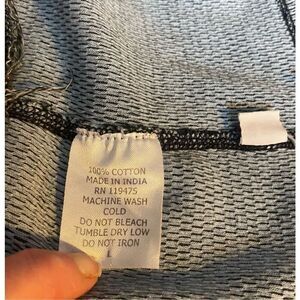 100% COTTON
MADE IN INDIA
RN 119475
MACHINE WASH
COLD
DO NOT BLEACH
TUMBLE DRY LOW
DO NOT IRON
L